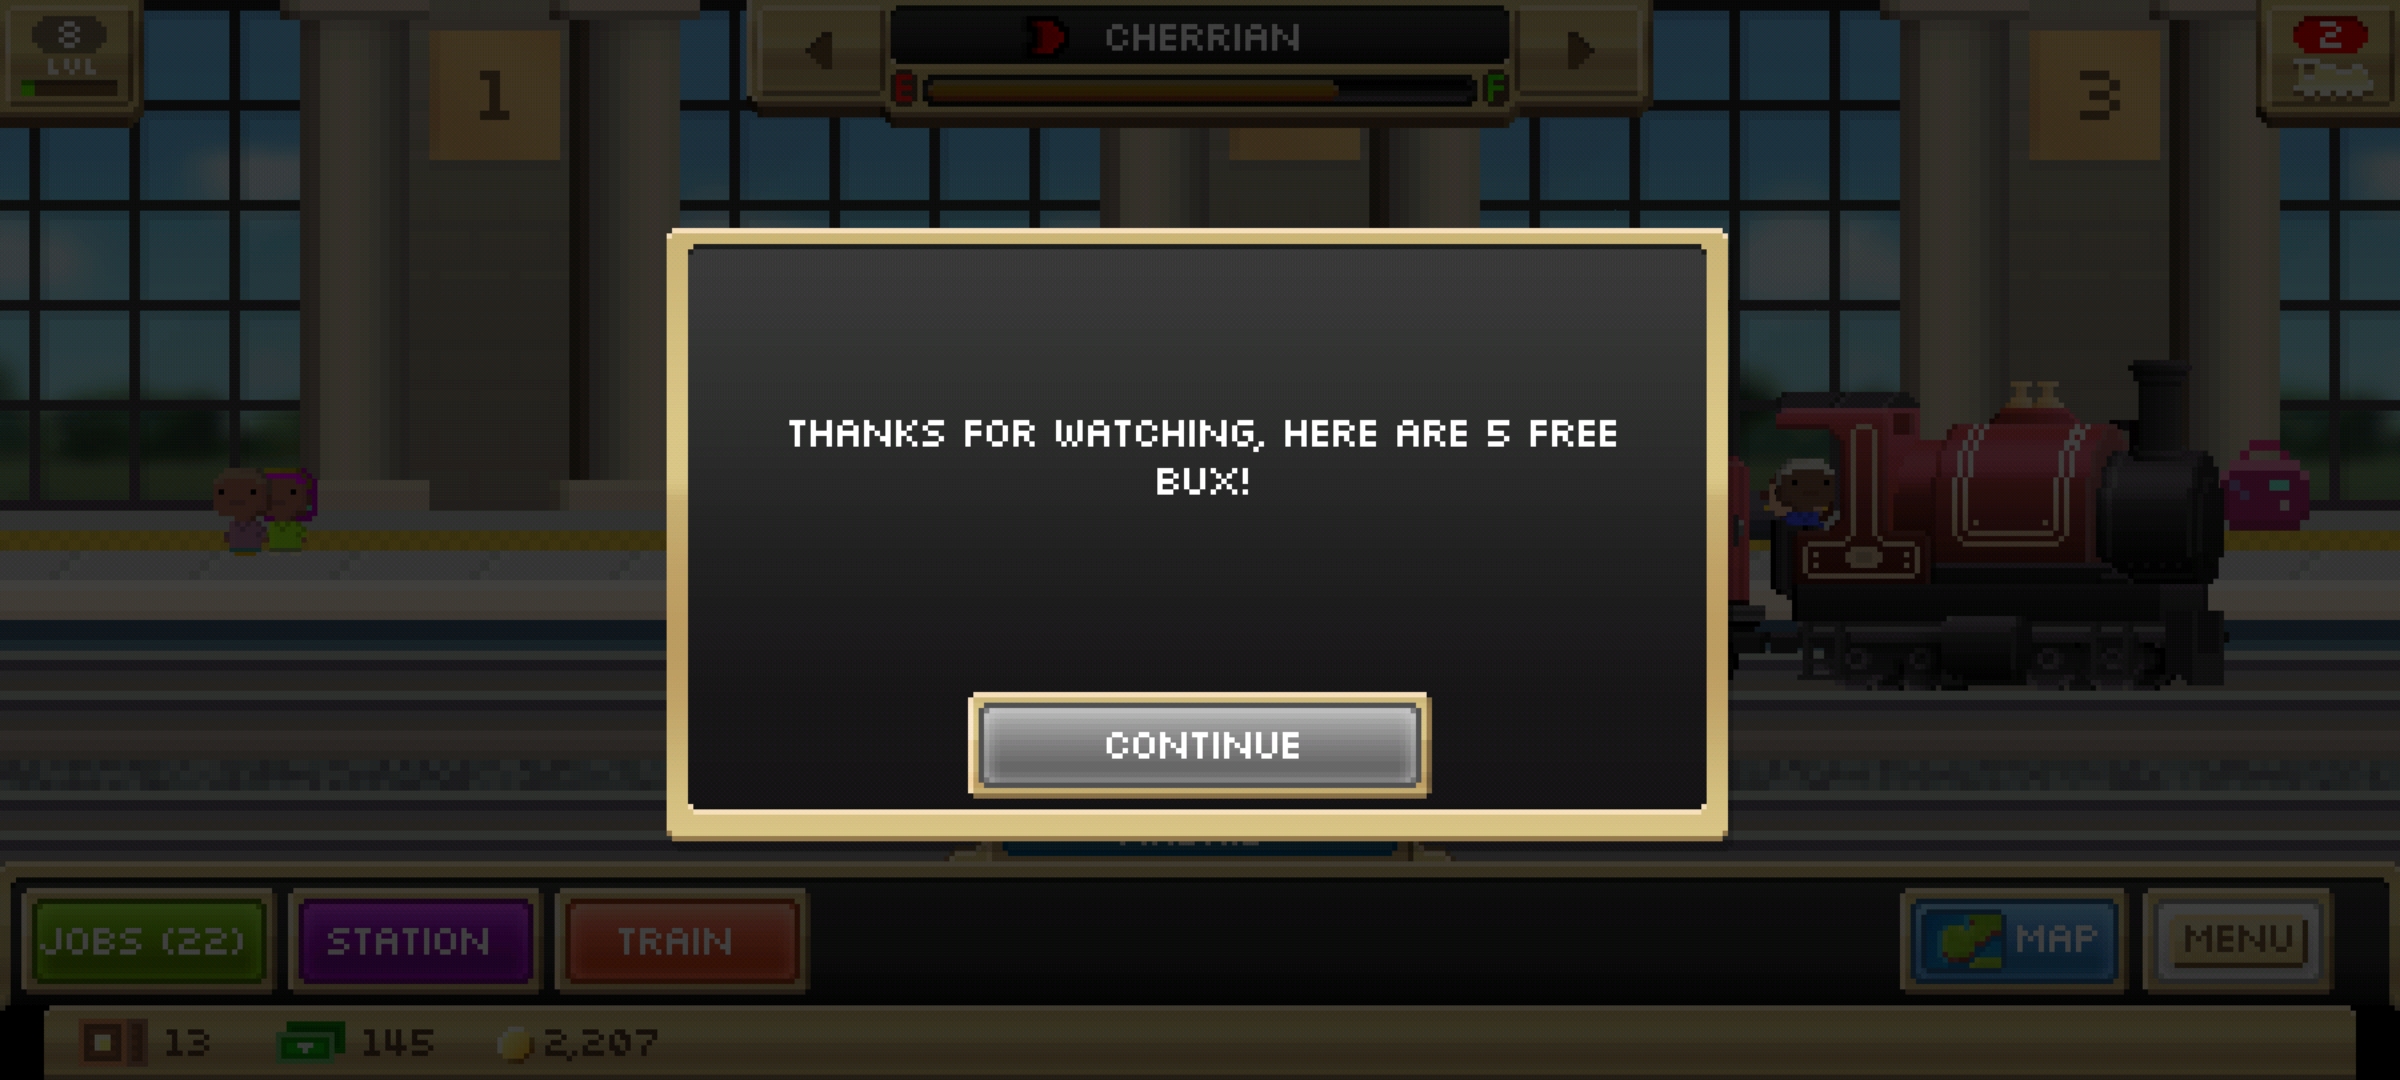 8
LVL
1
CHERRIAN
E F
2
3
THANKS FOR WATCHING, HERE ARE 5 FREE
BUX!
CONTINUE
JOBS (22)
STATION
TRAIN
MAP
MENU
13
145
2,207